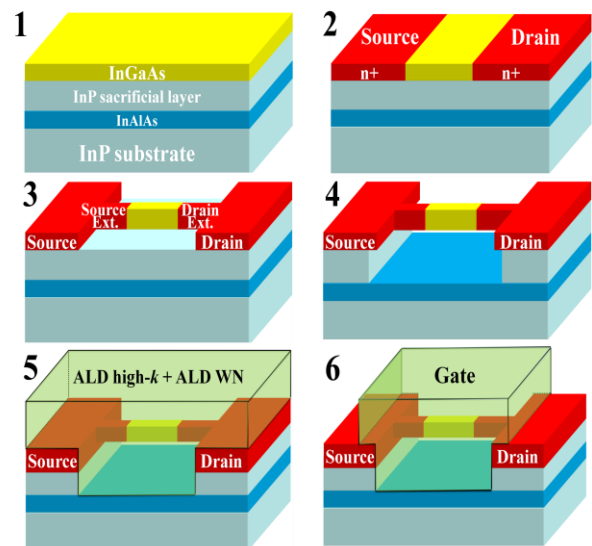 1
InGaAs
InP sacrificial layer
InAlAs
InP substrate
2
Source Drain
n+ n+
3
Source Drain
Ext. Ext.
Source Drain
4
Source Drain
5
ALD high-k + ALD WN
Source Drain
6
Gate
Source Drain